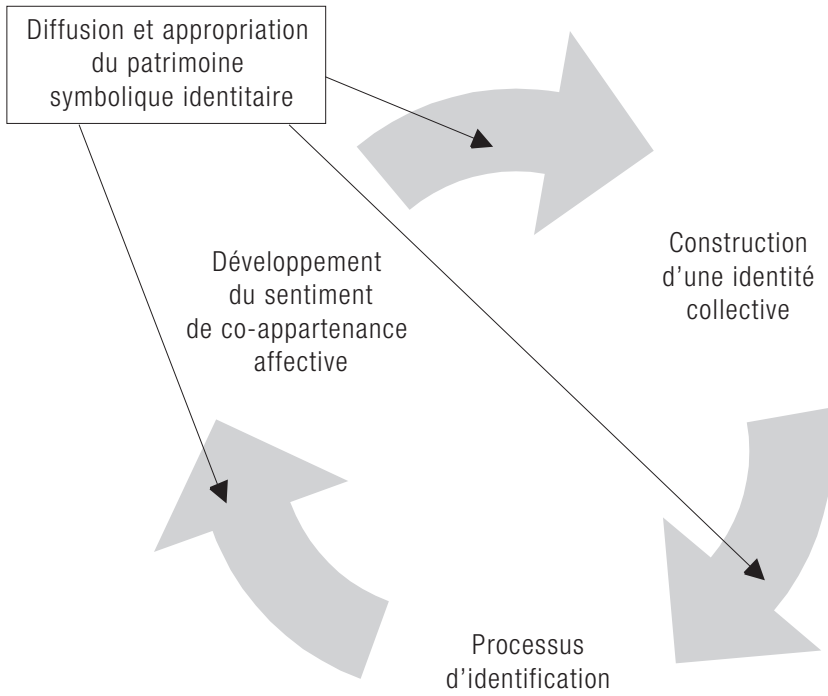 Diffusion et appropriation
du patrimoine
symbolique identitaire
Développement
du sentiment
de co-appartenance
affective
Construction
d’une identité
collective
Processus
d’identification